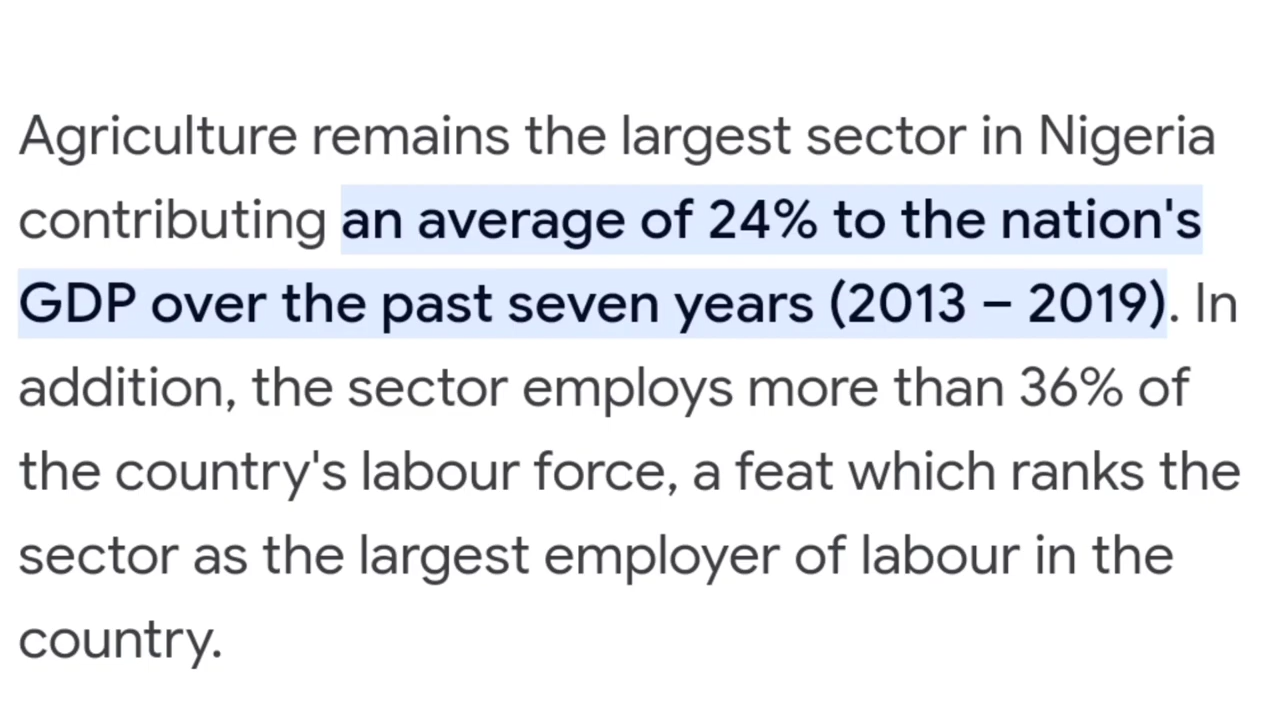 Agriculture remains the largest sector in Nigeria
contributing an average of 24% to the nation's
GDP over the past seven years (2013 – 2019). In
addition, the sector employs more than 36% of
the country's labour force, a feat which ranks the
sector as the largest employer of labour in the
country.